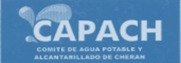 CAPACH
COMITE DE AGUA POTABLE Y
ALCANTARILLADO DE CHERAN